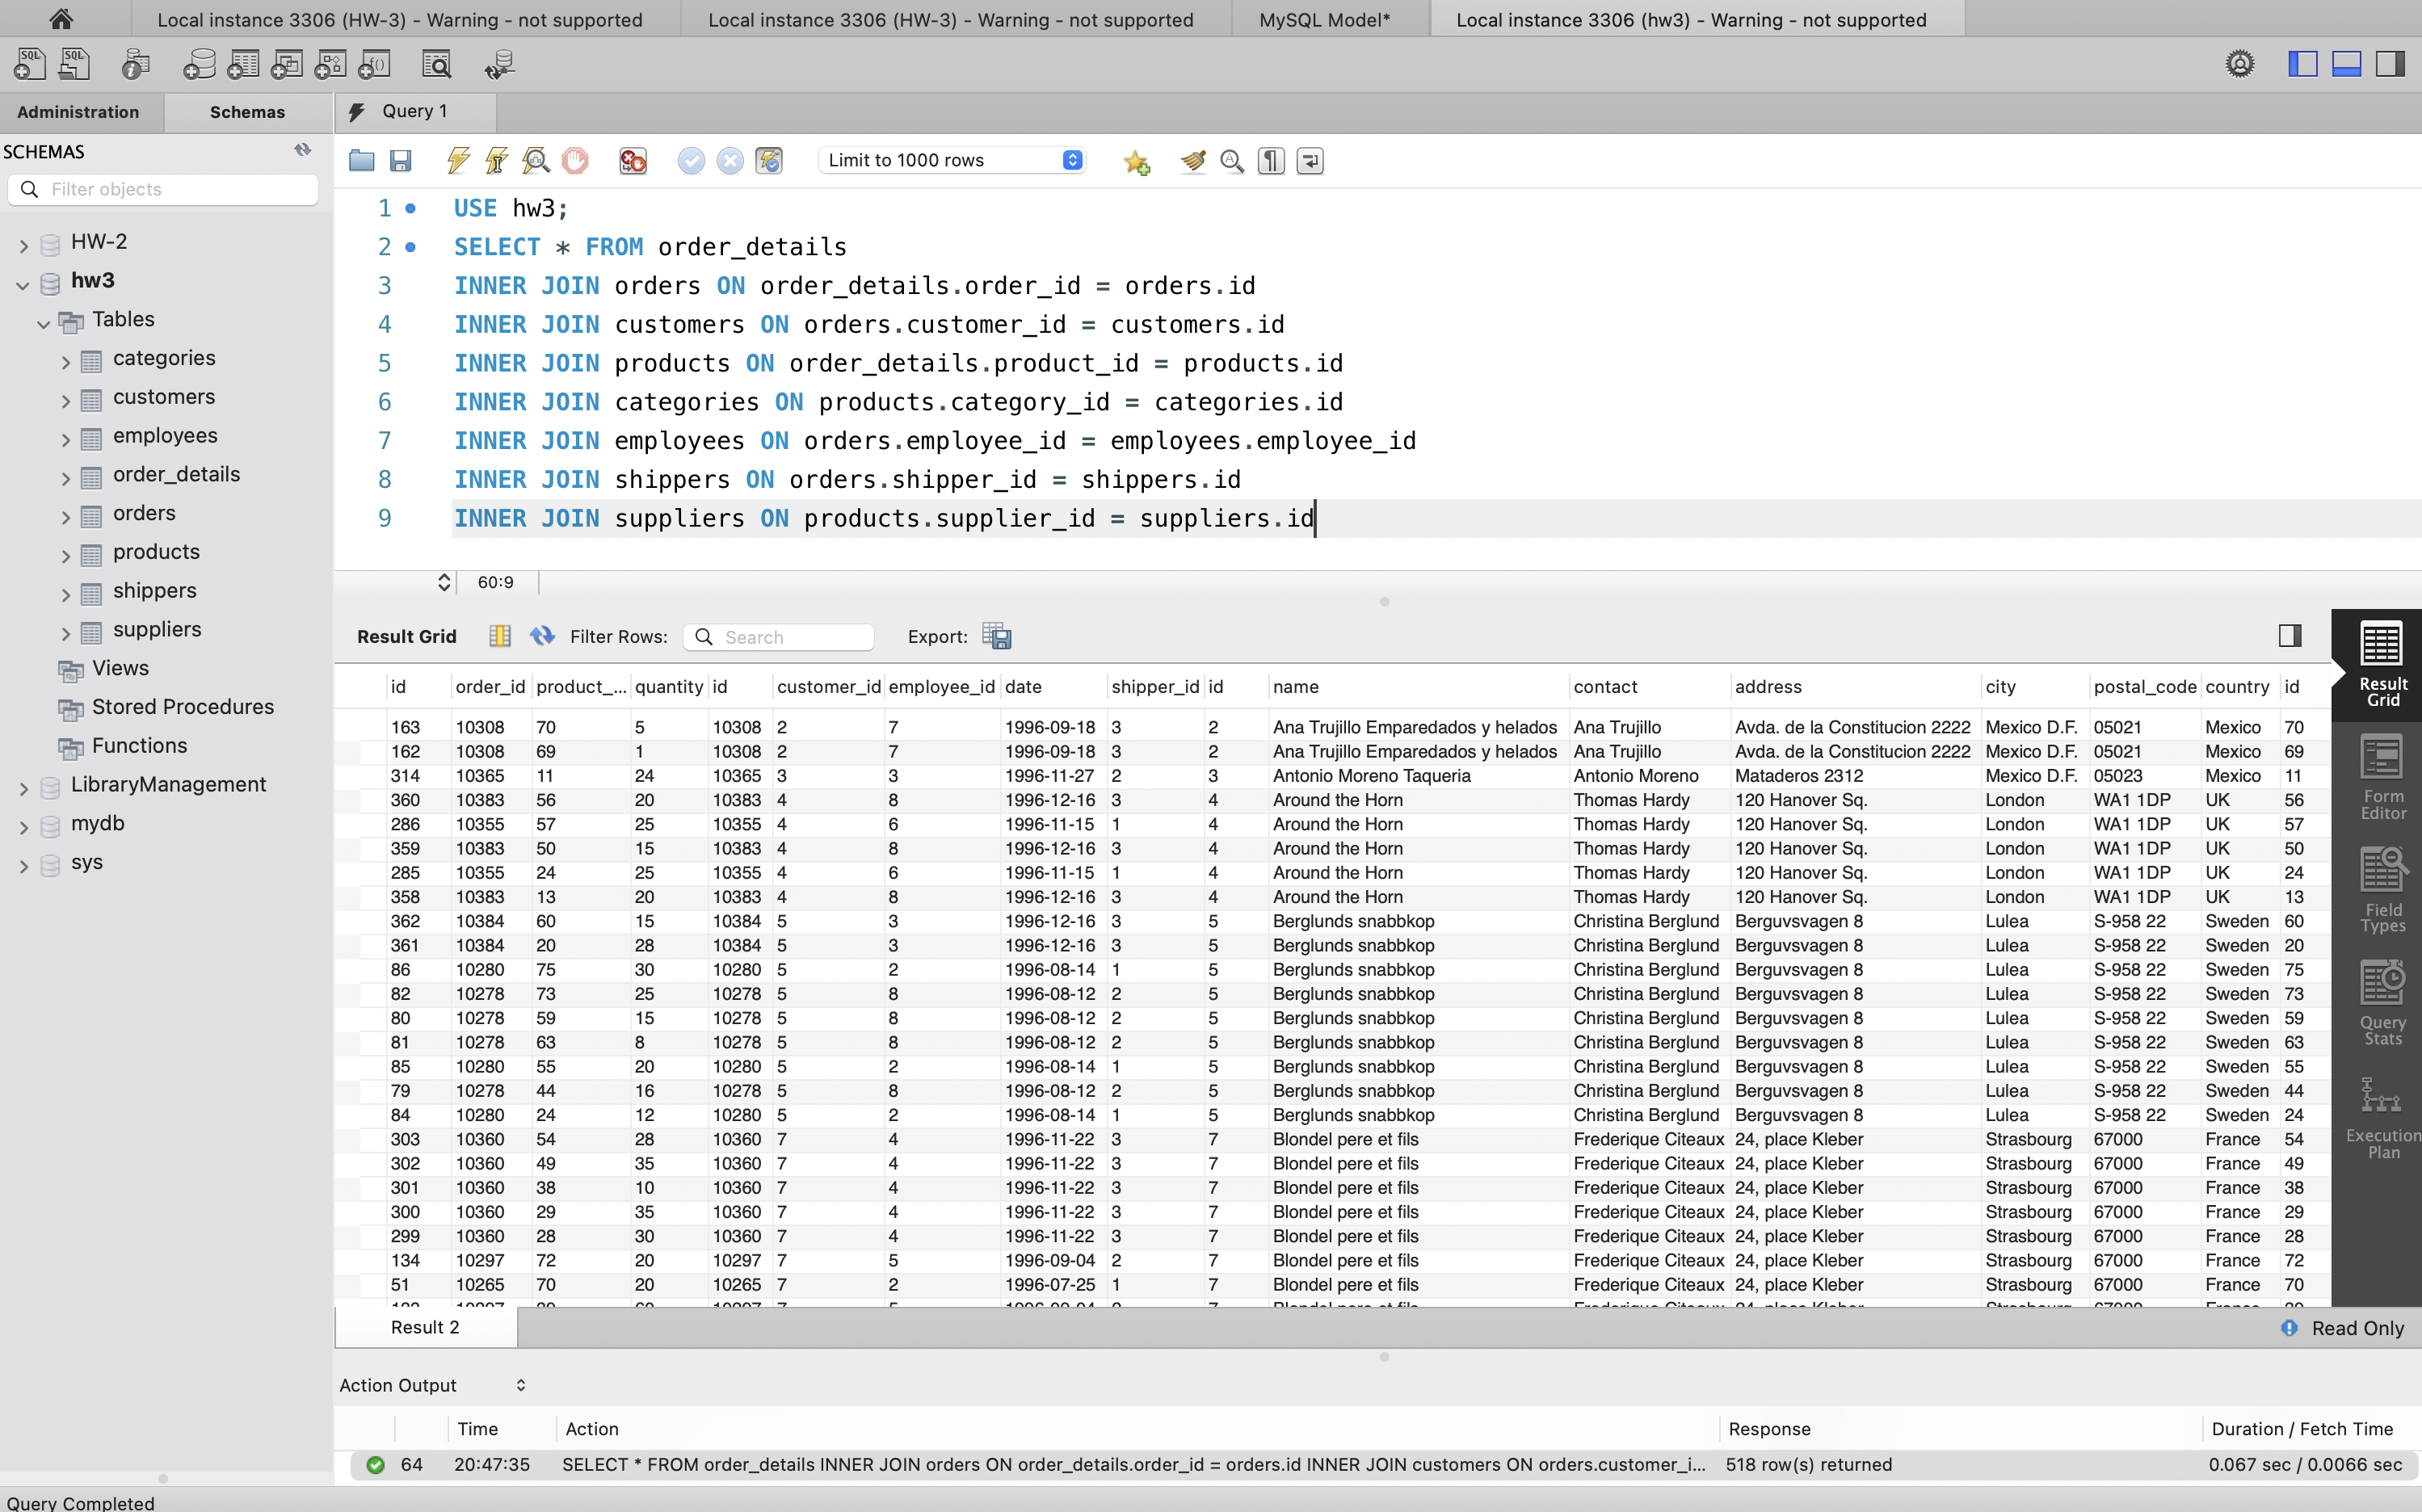 Local instance 3306 (HW-3) - Warning - not supported
Local instance 3306 (HW-3) - Warning - not supported
MySQL Model*
Local instance 3306 (hw3) - Warning - not supported
SQL SQL
Administration Schemas Query 1
SCHEMAS
Filter objects
HW-2
hw3
Tables
categories
customers
employees
order_details
orders
products
shippers
suppliers
Views
Stored Procedures
Functions
LibraryManagement
mydb
sys
Limit to 1000 rows
1 USE hw3;
2 SELECT * FROM order_details
3 INNER JOIN orders ON order_details.order_id = orders.id
4 INNER JOIN customers ON orders.customer_id = customers.id
5 INNER JOIN products ON order_details.product_id = products.id
6 INNER JOIN categories ON products.category_id = categories.id
7 INNER JOIN employees ON orders.employee_id = employees.employee_id
8 INNER JOIN shippers ON orders.shipper_id = shippers.id
9 INNER JOIN suppliers ON products.supplier_id = suppliers.id
60:9
Result Grid Filter Rows: Search Export:
id order_id product_... quantity id customer_id employee_id date shipper_id id name contact address city postal_code country id
163 10308 70 5 10308 2 7 1996-09-18 3 2 Ana Trujillo Emparedados y helados Ana Trujillo Avda. de la Constitucion 2222 Mexico D.F. 05021 Mexico 70
162 10308 69 1 10308 2 7 1996-09-18 3 2 Ana Trujillo Emparedados y helados Ana Trujillo Avda. de la Constitucion 2222 Mexico D.F. 05021 Mexico 69
314 10365 11 24 10365 3 3 1996-11-27 2 3 Antonio Moreno Taqueria Antonio Moreno Mataderos 2312 Mexico D.F. 05023 Mexico 11
360 10383 56 20 10383 4 8 1996-12-16 3 4 Around the Horn Thomas Hardy 120 Hanover Sq. London WA1 1DP UK 56
286 10355 57 25 10355 4 6 1996-11-15 1 4 Around the Horn Thomas Hardy 120 Hanover Sq. London WA1 1DP UK 57
359 10383 50 15 10383 4 8 1996-12-16 3 4 Around the Horn Thomas Hardy 120 Hanover Sq. London WA1 1DP UK 50
285 10355 24 25 10355 4 6 1996-11-15 1 4 Around the Horn Thomas Hardy 120 Hanover Sq. London WA1 1DP UK 24
358 10383 13 20 10383 4 8 1996-12-16 3 4 Around the Horn Thomas Hardy 120 Hanover Sq. London WA1 1DP UK 13
362 10384 60 15 10384 5 3 1996-12-16 3 5 Berglunds snabbkop Christina Berglund Berguvsvagen 8 Lulea S-958 22 Sweden 60
361 10384 20 28 10384 5 3 1996-12-16 3 5 Berglunds snabbkop Christina Berglund Berguvsvagen 8 Lulea S-958 22 Sweden 20
86 10280 75 30 10280 5 2 1996-08-14 1 5 Berglunds snabbkop Christina Berglund Berguvsvagen 8 Lulea S-958 22 Sweden 75
82 10278 73 25 10278 5 8 1996-08-12 2 5 Berglunds snabbkop Christina Berglund Berguvsvagen 8 Lulea S-958 22 Sweden 73
80 10278 59 15 10278 5 8 1996-08-12 2 5 Berglunds snabbkop Christina Berglund Berguvsvagen 8 Lulea S-958 22 Sweden 59
81 10278 63 8 10278 5 8 1996-08-12 2 5 Berglunds snabbkop Christina Berglund Berguvsvagen 8 Lulea S-958 22 Sweden 63
85 10280 55 20 10280 5 2 1996-08-14 1 5 Berglunds snabbkop Christina Berglund Berguvsvagen 8 Lulea S-958 22 Sweden 55
79 10278 44 16 10278 5 8 1996-08-12 2 5 Berglunds snabbkop Christina Berglund Berguvsvagen 8 Lulea S-958 22 Sweden 44
84 10280 24 12 10280 5 2 1996-08-14 1 5 Berglunds snabbkop Christina Berglund Berguvsvagen 8 Lulea S-958 22 Sweden 24
303 10360 54 28 10360 7 4 1996-11-22 3 7 Blondel pere et fils Frederique Citeaux 24, place Kleber Strasbourg 67000 France 54
302 10360 49 35 10360 7 4 1996-11-22 3 7 Blondel pere et fils Frederique Citeaux 24, place Kleber Strasbourg 67000 France 49
301 10360 38 10 10360 7 4 1996-11-22 3 7 Blondel pere et fils Frederique Citeaux 24, place Kleber Strasbourg 67000 France 38
300 10360 29 35 10360 7 4 1996-11-22 3 7 Blondel pere et fils Frederique Citeaux 24, place Kleber Strasbourg 67000 France 29
299 10360 28 30 10360 7 4 1996-11-22 3 7 Blondel pere et fils Frederique Citeaux 24, place Kleber Strasbourg 67000 France 28
134 10297 72 20 10297 7 5 1996-09-04 2 7 Blondel pere et fils Frederique Citeaux 24, place Kleber Strasbourg 67000 France 72
51 10265 70 20 10265 7 2 1996-07-25 1 7 Blondel pere et fils Frederique Citeaux 24, place Kleber Strasbourg 67000 France 70
Result
Grid
Form
Editor
Field
Types
Query
Stats
Execution
Plan
Result 2 Read Only
Action Output
Time Action Response Duration / Fetch Time
64 20:47:35 SELECT * FROM order_details INNER JOIN orders ON order_details.order_id = orders.id INNER JOIN customers ON orders.customer_i... 518 row(s) returned 0.067 sec / 0.0066 sec
Query Completed